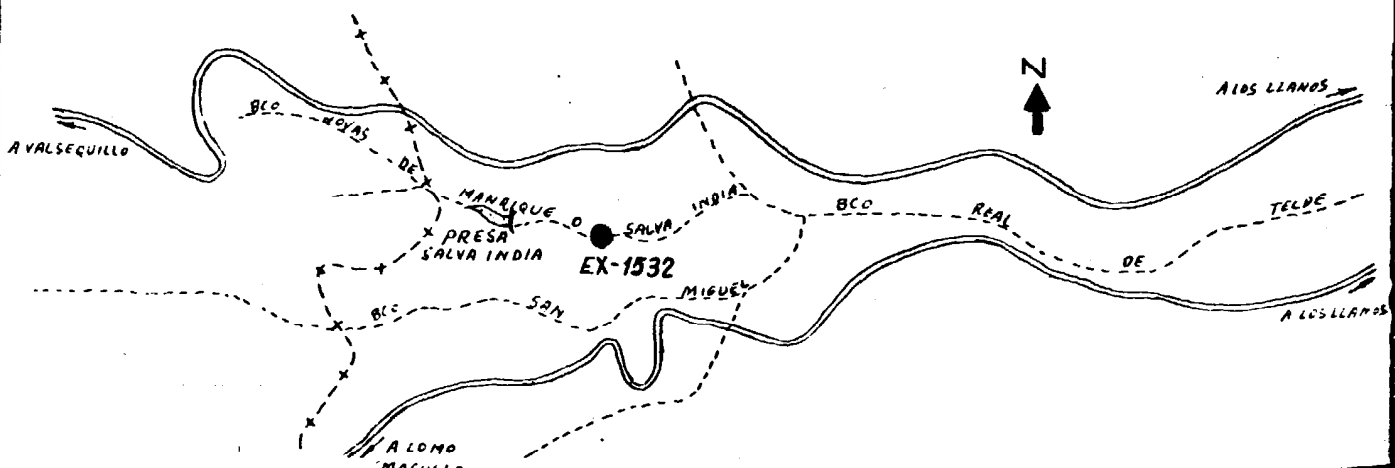 N
A LOS LLANOS
A VALSEQUILLO
BCO HOYAS DE MANRIQUE O SALVA INDIA
PRESA
SALVA INDIA
EX-1532
BCO REAL DE TELDE
BCO SAN MIGUEL
A LOS LLANOS
A LOMO
MAGULLO